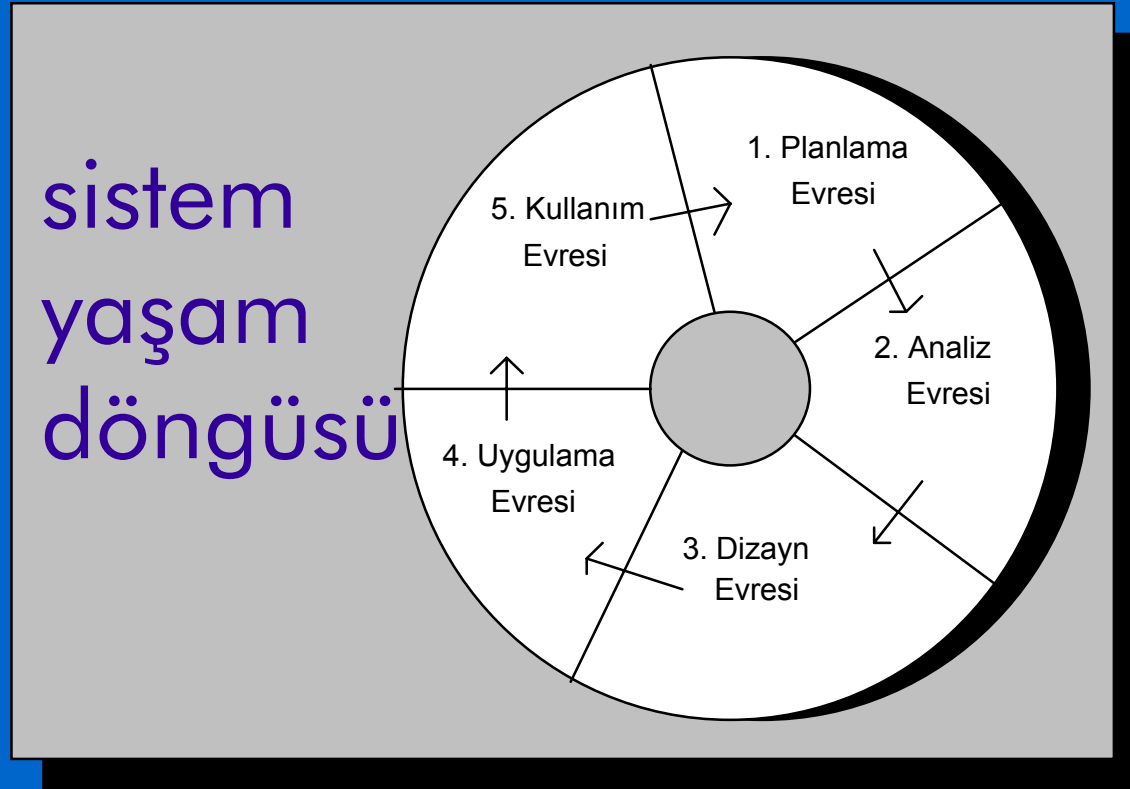 sistem
yaşam
döngüsü
1. Planlama
Evresi
2. Analiz
Evresi
3. Dizayn
Evresi
4. Uygulama
Evresi
5. Kullanım
Evresi